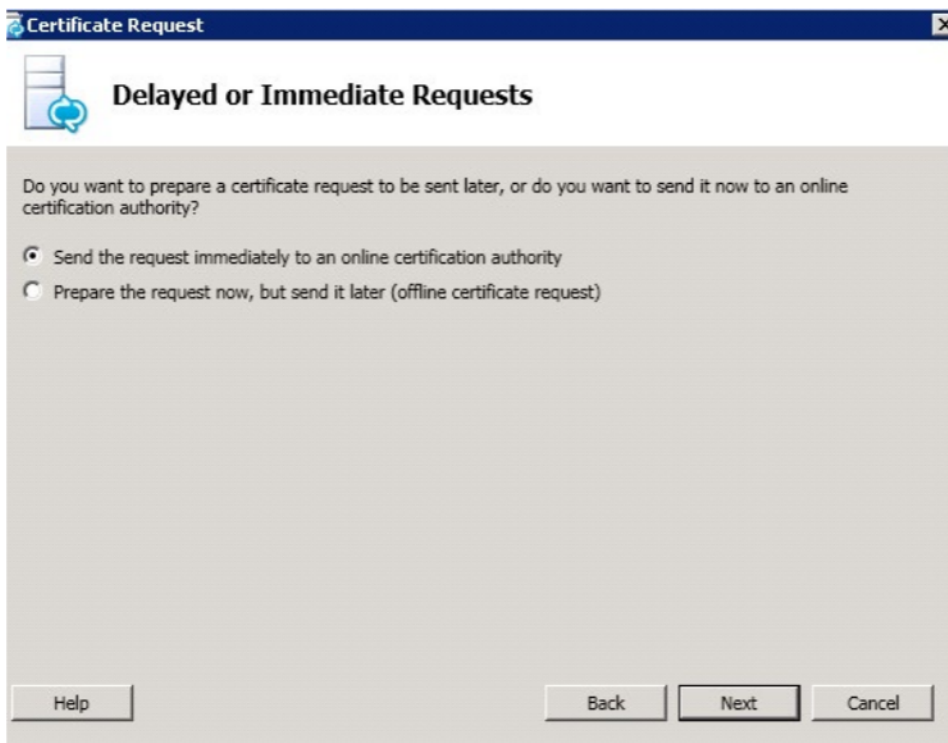 Certificate Request
Delayed or Immediate Requests
Do you want to prepare a certificate request to be sent later, or do you want to send it now to an online
certification authority?
Send the request immediately to an online certification authority
Prepare the request now, but send it later (offline certificate request)
Help
Back
Next
Cancel